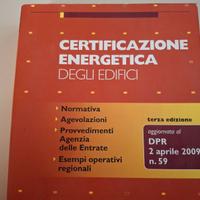 CERTIFICAZIONE
ENERGETICA
DEGLI EDIFICI
Normativa
Agevolazioni
Provvedimenti
Agenzia
delle Entrate
Esempi operativi
regionali
terza edizione
aggiornata al
DPR
2 aprile 2009
n. 59